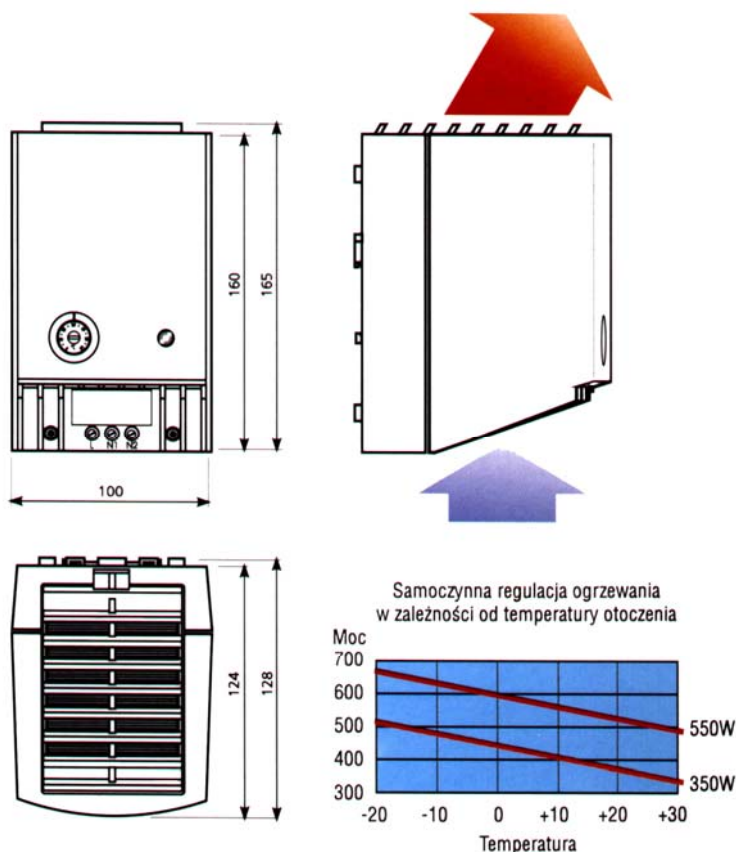 160
165
L N1 N2
100
124
128
Samoczynna regulacja ogrzewania
w zależności od temperatury otoczenia
Moc
700
600
500
400
300
550W
350W
-20 -10 0 +10 +20 +30
Temperatura